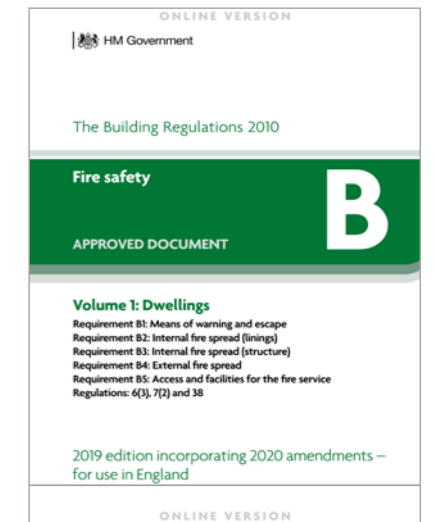 ONLINE VERSION
HM Government
The Building Regulations 2010
Fire safety
B
APPROVED DOCUMENT
Volume 1: Dwellings
Requirement B1: Means of warning and escape
Requirement B2: Internal fire spread (linings)
Requirement B3: Internal fire spread (structure)
Requirement B4: External fire spread
Requirement B5: Access and facilities for the fire service
Regulations: 6(3), 7(2) and 38
2019 edition incorporating 2020 amendments –
for use in England
ONLINE VERSION